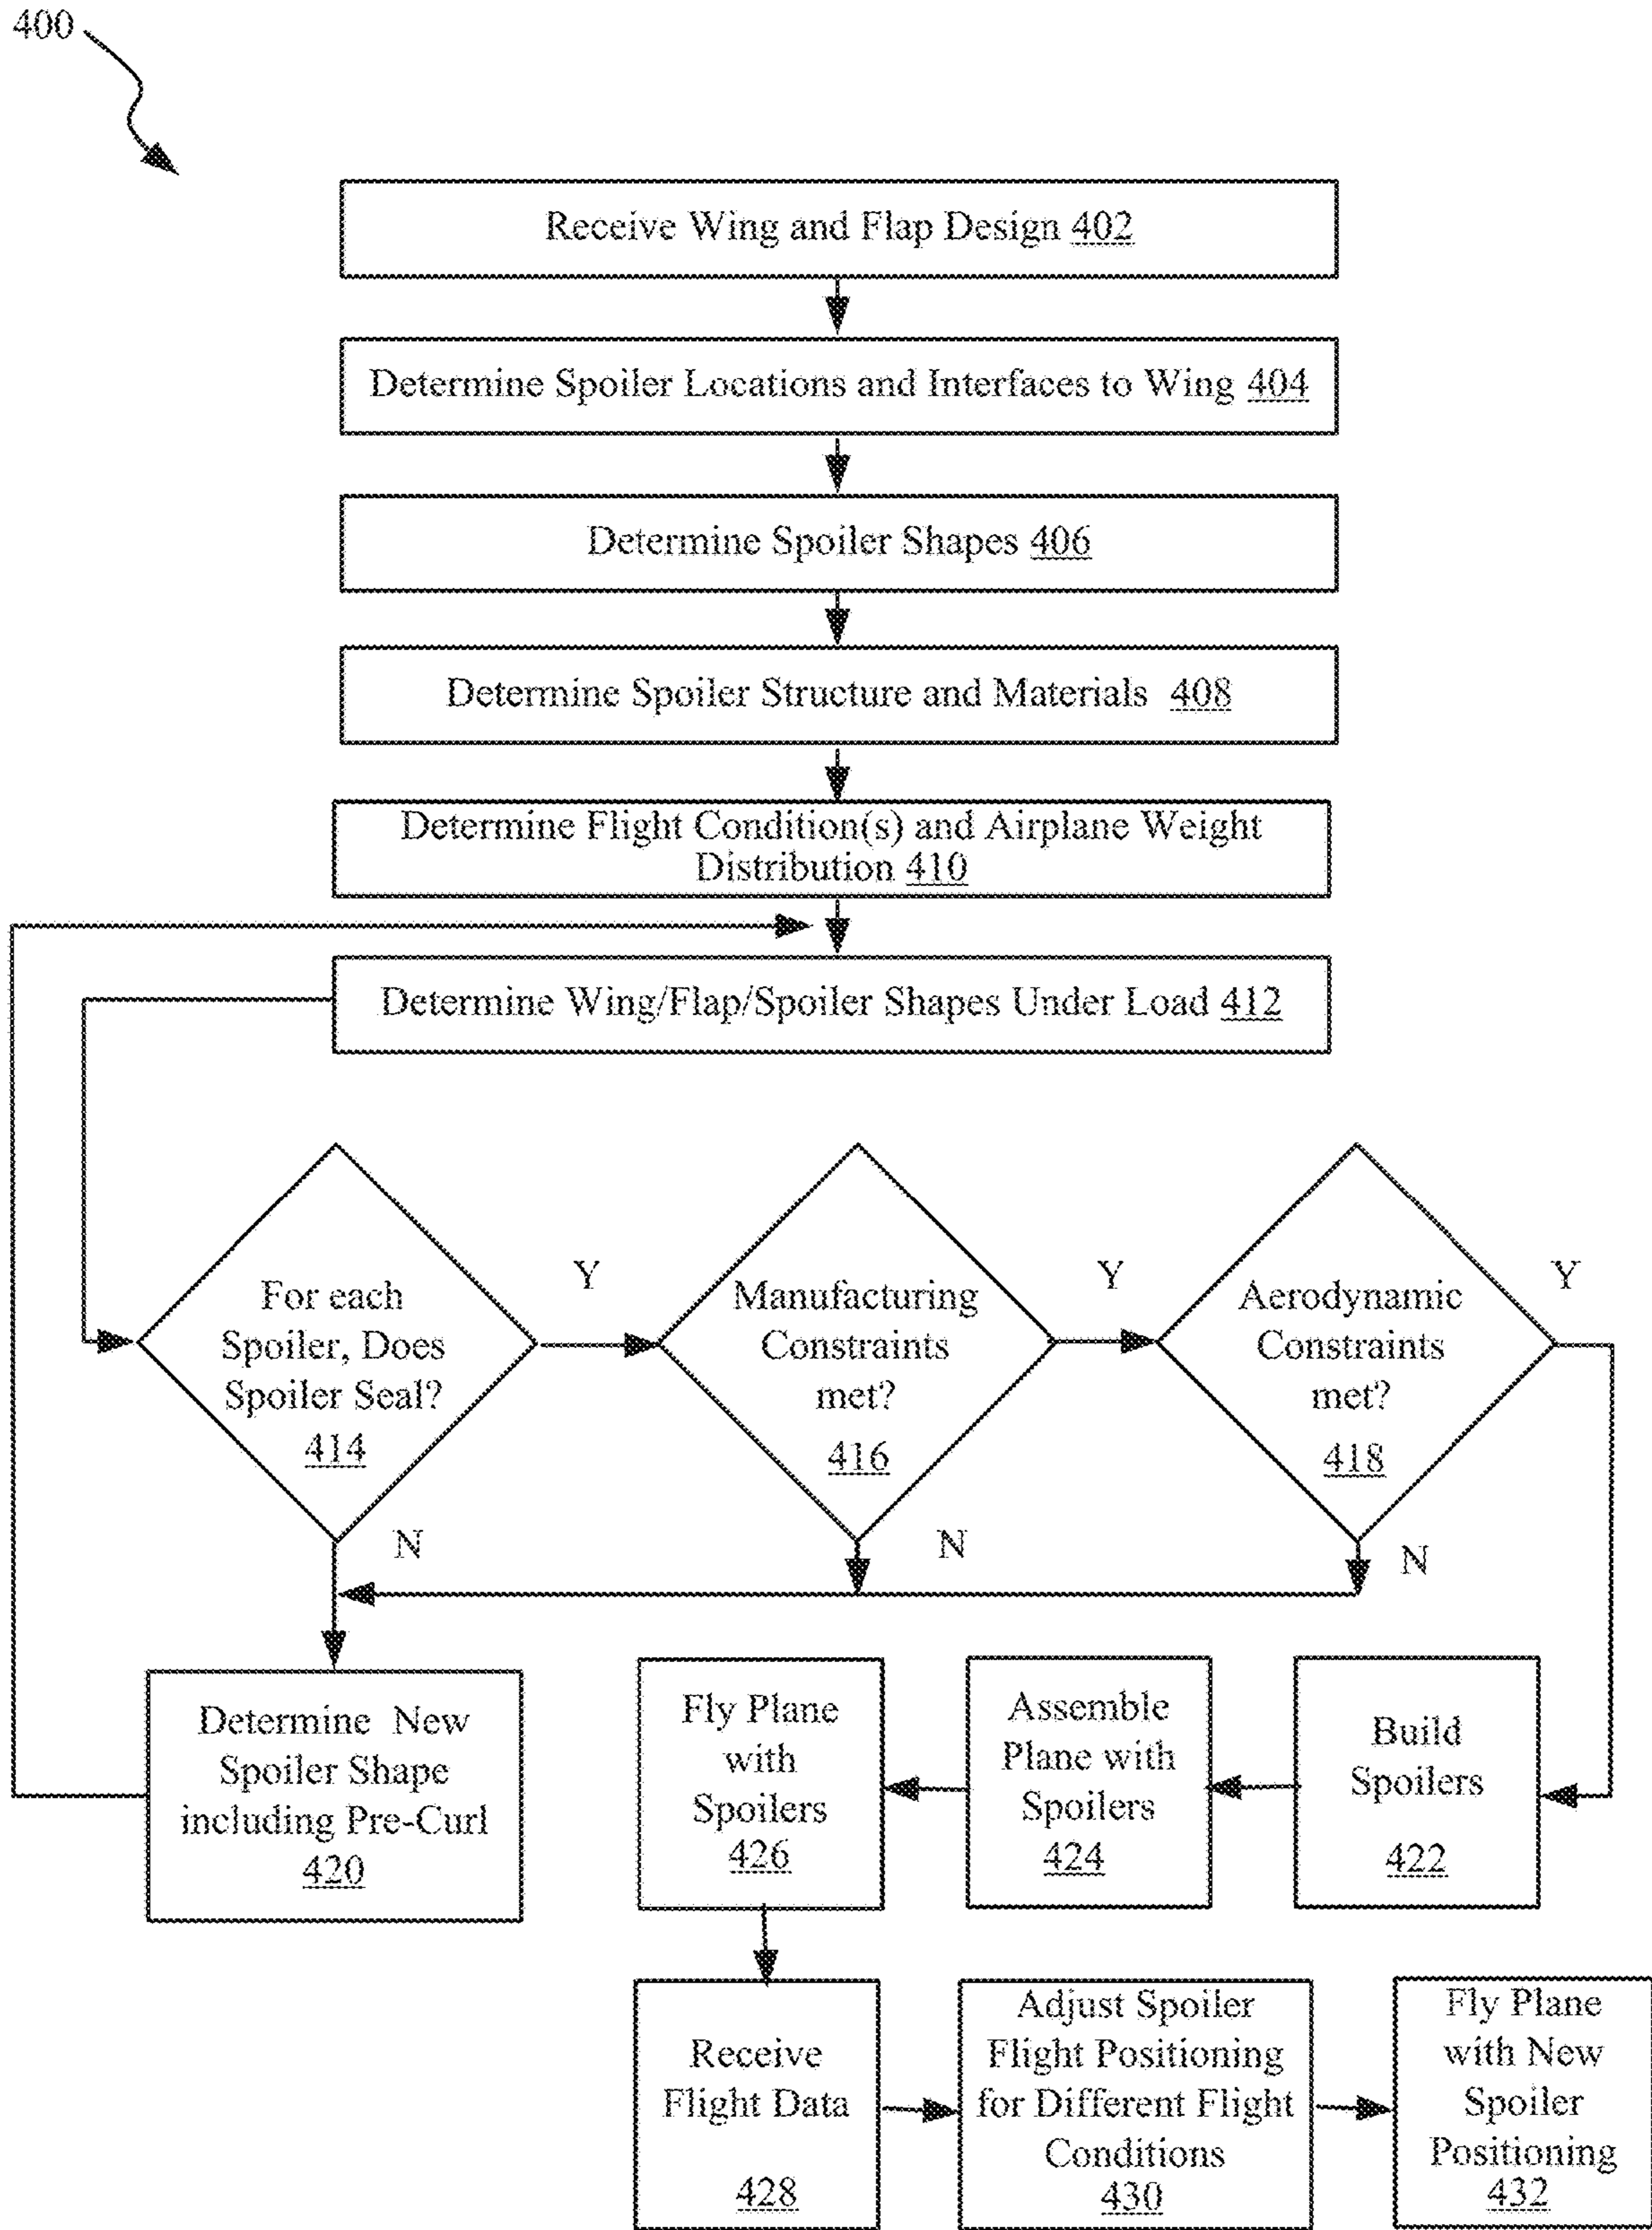 400
Receive Wing and Flap Design 402
Determine Spoiler Locations and Interfaces to Wing 404
Determine Spoiler Shapes 406
Determine Spoiler Structure and Materials 408
Determine Flight Condition(s) and Airplane Weight
Distribution 410
Determine Wing/Flap/Spoiler Shapes Under Load 412
For each
Spoiler, Does
Spoiler Seal?
414
Y
N
Manufacturing
Constraints
met?
416
Y
N
Aerodynamic
Constraints
met?
418
Y
N
Determine New
Spoiler Shape
including Pre-Curl
420
Fly Plane
with
Spoilers
426
Assemble
Plane with
Spoilers
424
Build
Spoilers
422
Receive
Flight Data
428
Adjust Spoiler
Flight Positioning
for Different Flight
Conditions
430
Fly Plane
with New
Spoiler
Positioning
432